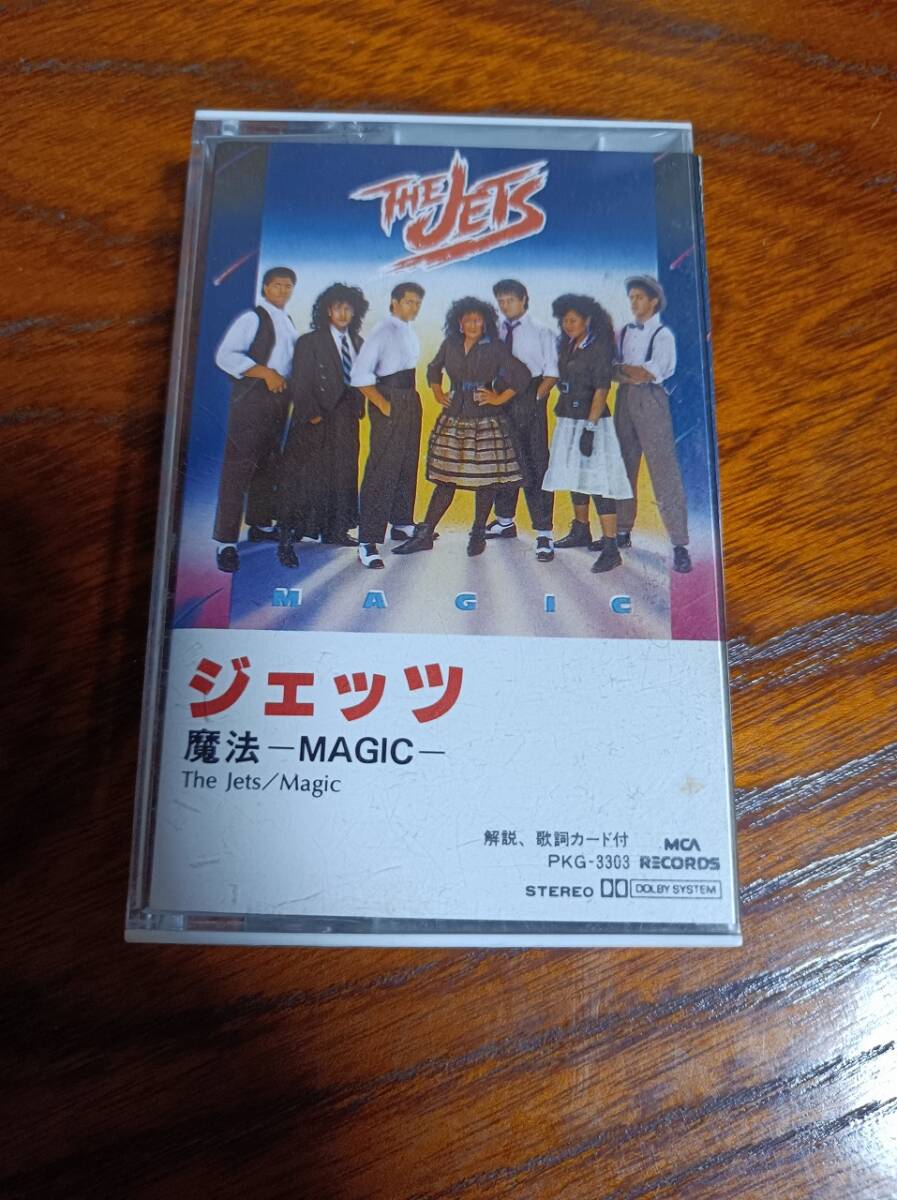 THE JETS
MAGIC
ジェッツ
魔法－MAGIC－
The Jets/Magic
解説、歌詞カード付
PKG-3303
MCA RECORDS
STEREO DOLBY SYSTEM